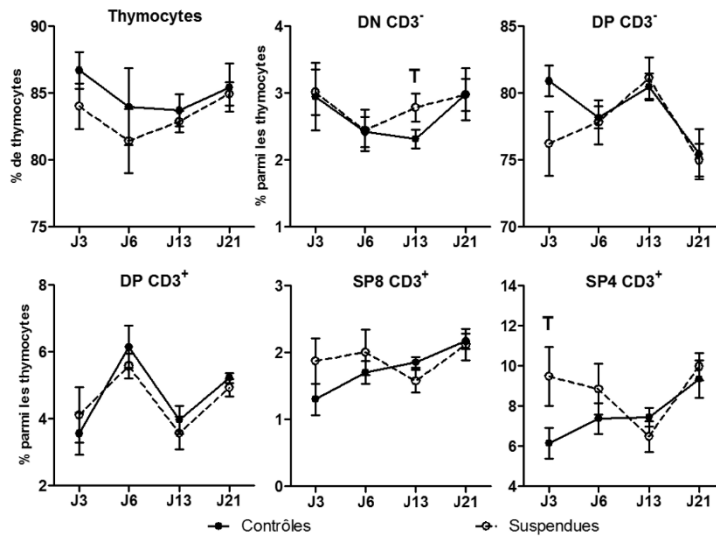 Thymocytes
DN CD3⁻
DP CD3⁻
% de thymocytes
90
85
80
75
J3 J6 J13 J21
% parmi les thymocytes
4
3
2
1
T
J3 J6 J13 J21
85
80
75
70
J3 J6 J13 J21
DP CD3⁺
SP8 CD3⁺
SP4 CD3⁺
% parmi les thymocytes
8
6
4
2
J3 J6 J13 J21
3
2
1
0
J3 J6 J13 J21
14
12
10
8
6
4
T
J3 J6 J13 J21
Contrôles
Suspendues